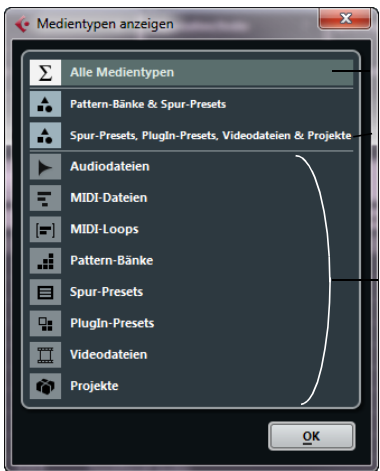 Medientypen anzeigen
Alle Medientypen
Pattern-Bänke & Spur-Presets
Spur-Presets, PlugIn-Presets, Videodateien & Projekte
Audiodateien
MIDI-Dateien
MIDI-Loops
Pattern-Bänke
Spur-Presets
PlugIn-Presets
Videodateien
Projekte
OK